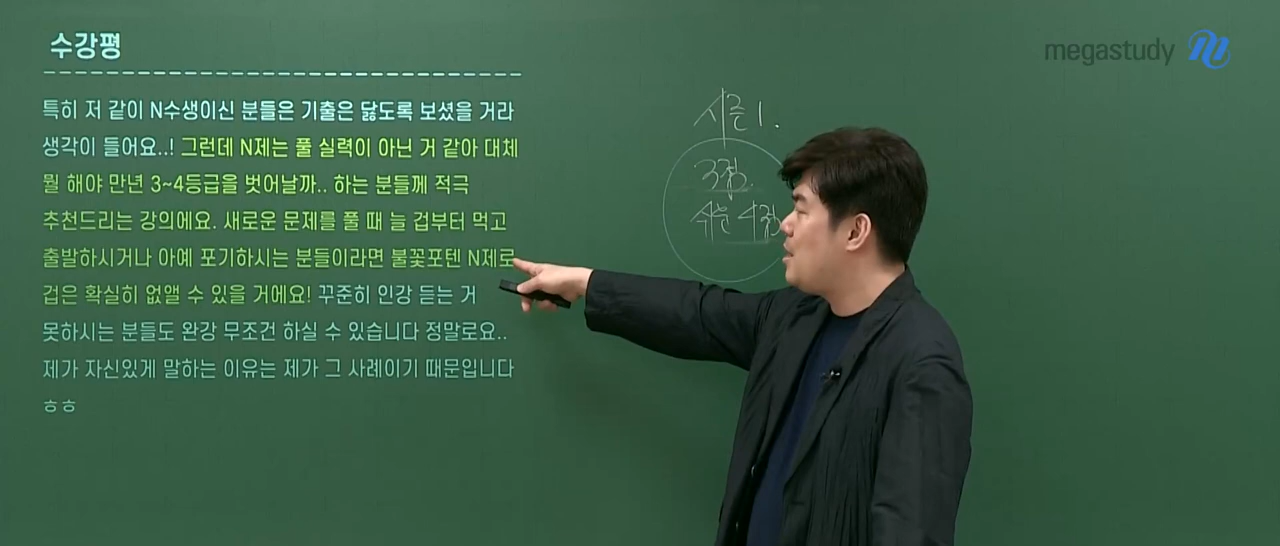 수강평
특히 저 같이 N수생이신 분들은 기출은 닳도록 보셨을 거라
생각이 들어요..! 그런데 N제는 풀 실력이 아닌 거 같아 대체
뭘 해야 만년 3~4등급을 벗어날까.. 하는 분들께 적극
추천드리는 강의에요. 새로운 문제를 풀 때 늘 겁부터 먹고
출발하시거나 아예 포기하시는 분들이라면 불꽃포텐 N제로
겁은 확실히 없앨 수 있을 거에요! 꾸준히 인강 듣는 거
못하시는 분들도 완강 무조건 하실 수 있습니다 정말로요..
제가 자신있게 말하는 이유는 제가 그 사례이기 때문입니다
ㅎㅎ
megastudy
시즌1.
3점.
쉬운 4점